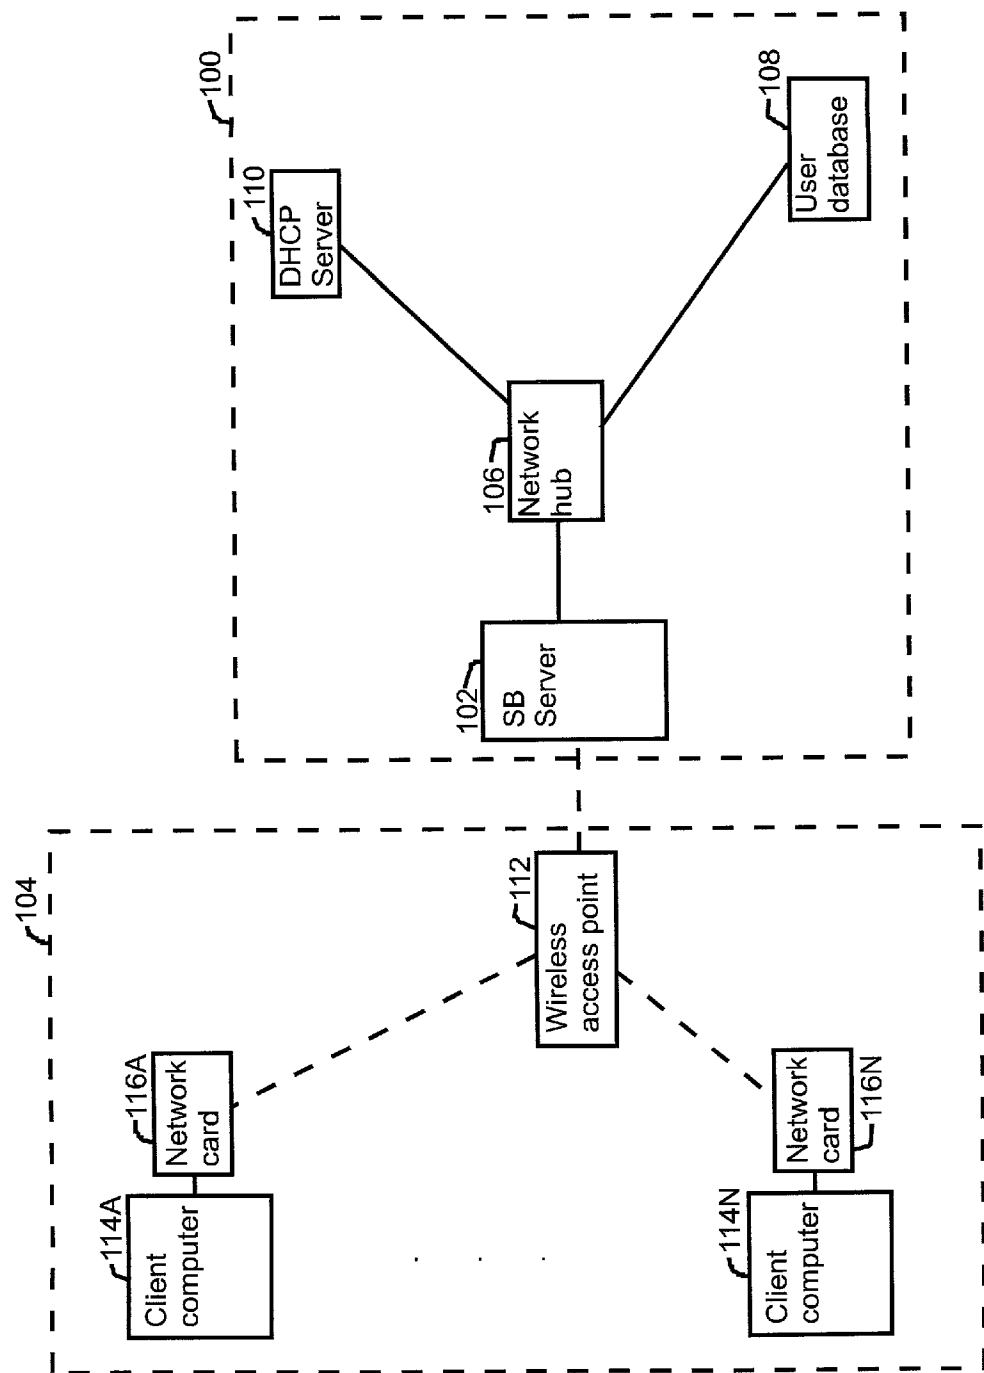 104
114A
Client
computer
116A
Network
card
114N
Client
computer
116N
Network
card
112
Wireless
access point
100
102
SB
Server
106
Network
hub
110
DHCP
Server
108
User
database